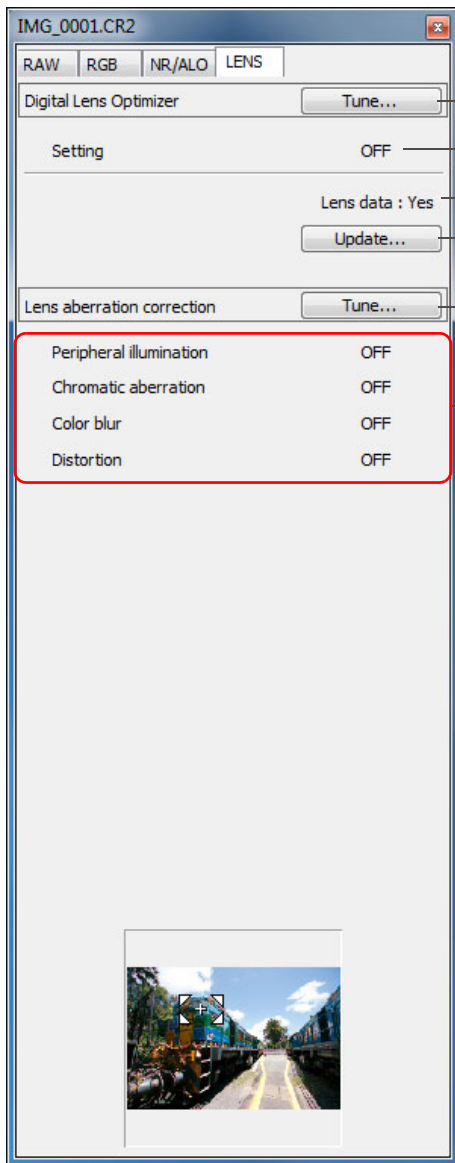 IMG_0001.CR2
RAW RGB NR/ALO LENS
Digital Lens Optimizer Tune...
Setting OFF
Lens data : Yes
Update...
Lens aberration correction Tune...
Peripheral illumination OFF
Chromatic aberration OFF
Color blur OFF
Distortion OFF